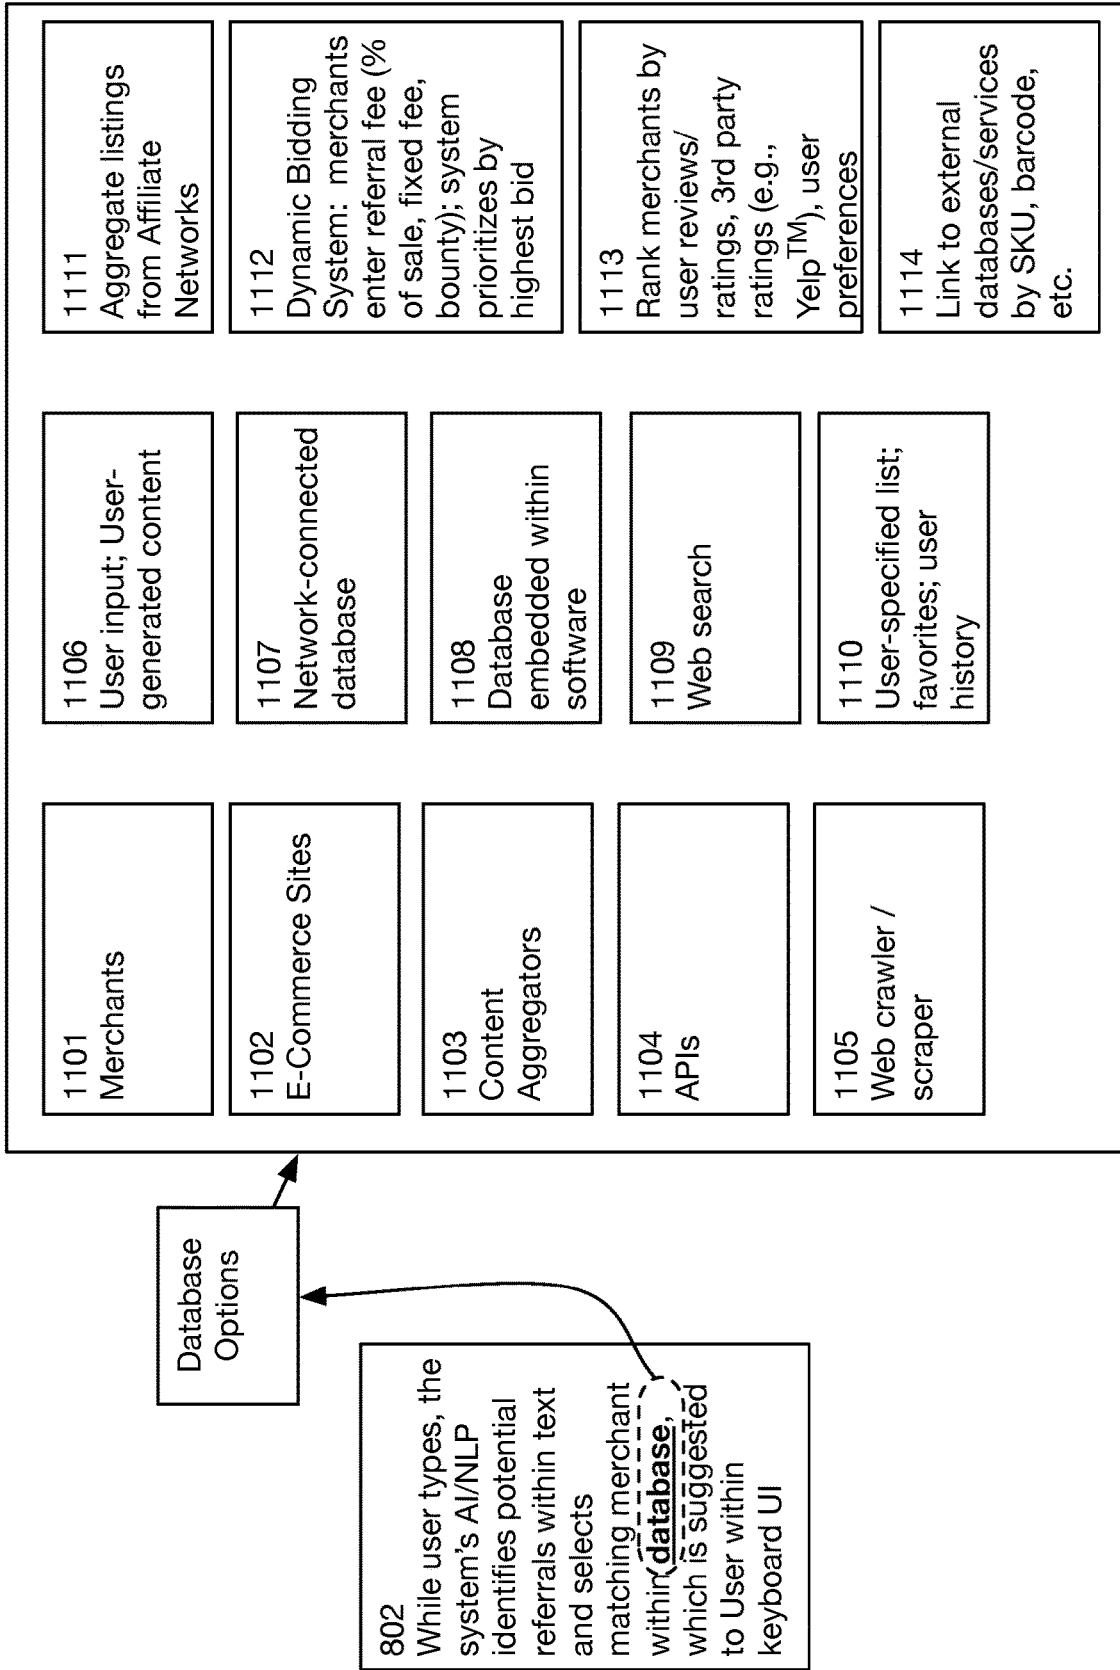 802
While user types, the
system's AI/NLP
identifies potential
referrals within text
and selects
matching merchant
within database,
which is suggested
to User within
keyboard UI
Database
Options
1101
Merchants
1102
E-Commerce Sites
1103
Content
Aggregators
1104
APIs
1105
Web crawler /
scraper
1106
User input; User-
generated content
1107
Network-connected
database
1108
Database
embedded within
software
1109
Web search
1110
User-specified list;
favorites; user
history
1111
Aggregate listings
from Affiliate
Networks
1112
Dynamic Bidding
System: merchants
enter referral fee (%
of sale, fixed fee,
bounty); system
prioritizes by
highest bid
1113
Rank merchants by
user reviews/
ratings, 3rd party
ratings (e.g.,
Yelp™), user
preferences
1114
Link to external
databases/services
by SKU, barcode,
etc.